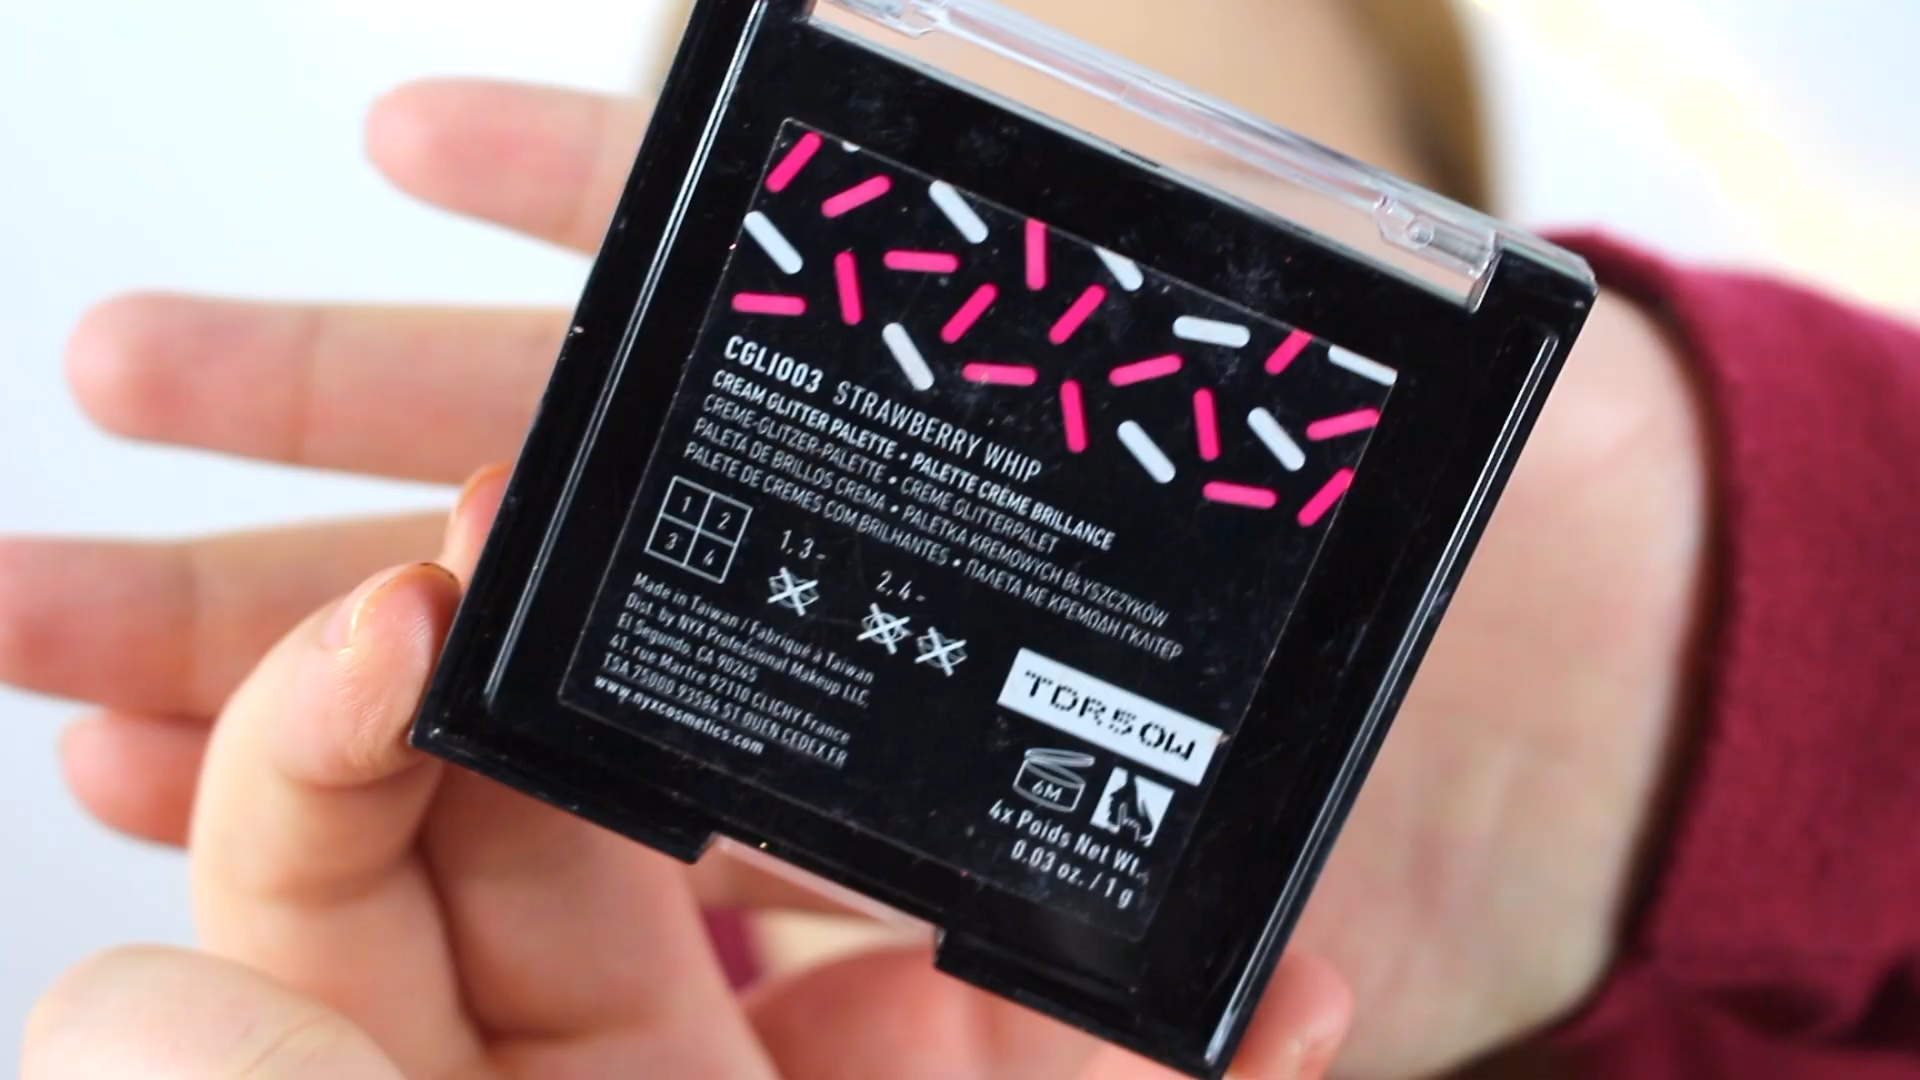 CGLI003 STRAWBERRY WHIP
CREAM GLITTER PALETTE • PALETTE CRÈME BRILLANCE
CREME-GLITZER-PALETTE • CREME GLITTERPALET
PALETA DE BRILLOS CREMA • PALETKA KREMOWYCH BŁYSZCZYKÓW
PALETE DE CREMES COM BRILHANTES • ΠΑΛΕΤΑ ΜΕ ΚΡΕΜΩΔΗ ΓΚΛΙΤΕΡ
1 2
3 4
1, 3 -
2, 4 -
Made in Taiwan / Fabriqué à Taiwan
Dist. by NYX Professional Makeup LLC,
El Segundo, CA 90245
41, rue Martre 92110 CLICHY France
TSA 75000 93584 ST OUEN CEDEX FR
www.nyxcosmetics.com
TDR50W
6M
4x Poids Net Wt.
0.03 oz. / 1 g